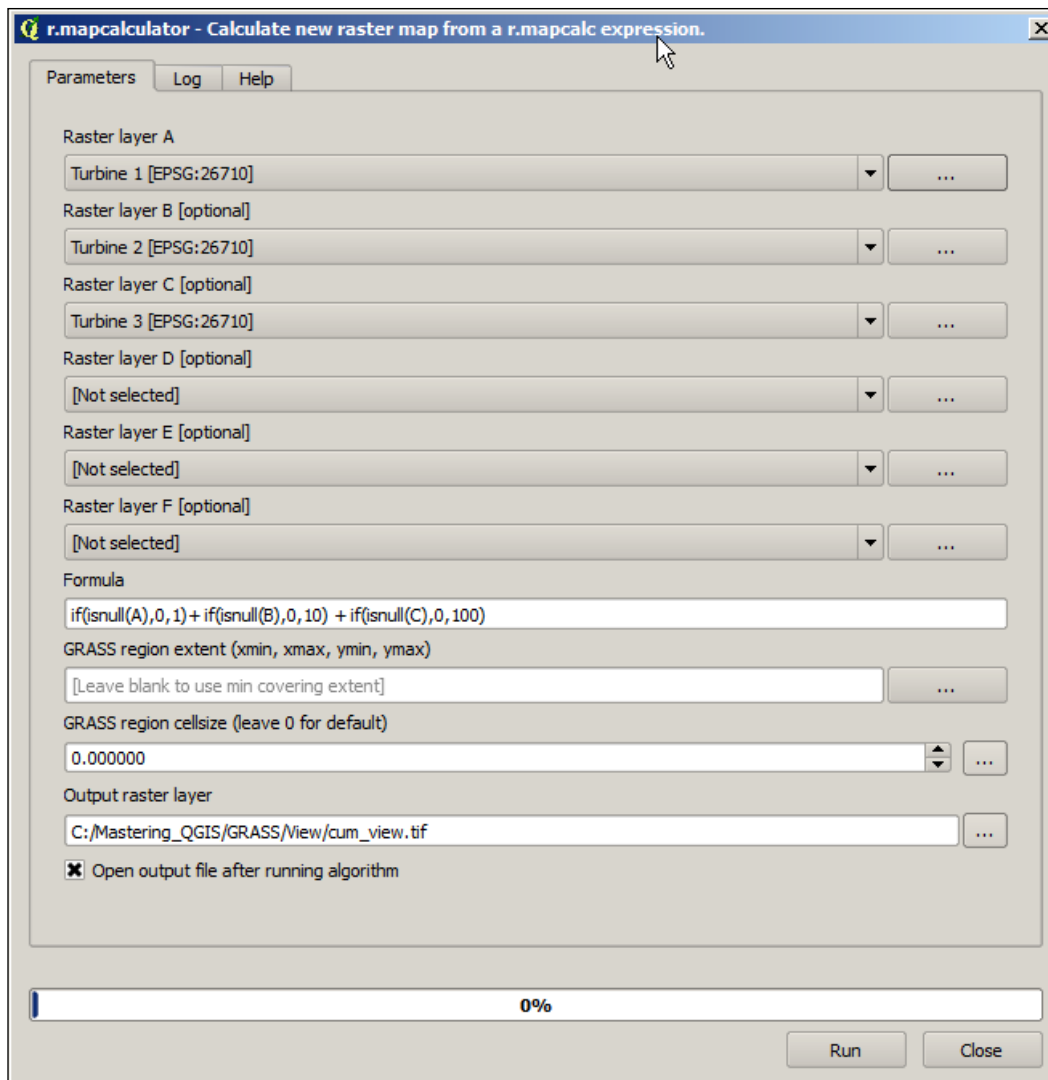 r.mapcalculator - Calculate new raster map from a r.mapcalc expression.
Parameters Log Help
Raster layer A
Turbine 1 [EPSG:26710] ...
Raster layer B [optional]
Turbine 2 [EPSG:26710] ...
Raster layer C [optional]
Turbine 3 [EPSG:26710] ...
Raster layer D [optional]
[Not selected] ...
Raster layer E [optional]
[Not selected] ...
Raster layer F [optional]
[Not selected] ...
Formula
if(isnull(A),0,1)+ if(isnull(B),0,10) + if(isnull(C),0,100)
GRASS region extent (xmin, xmax, ymin, ymax)
[Leave blank to use min covering extent] ...
GRASS region cellsize (leave 0 for default)
0.000000 ...
Output raster layer
C:/Mastering_QGIS/GRASS/View/cum_view.tif ...
Open output file after running algorithm
0%
Run Close